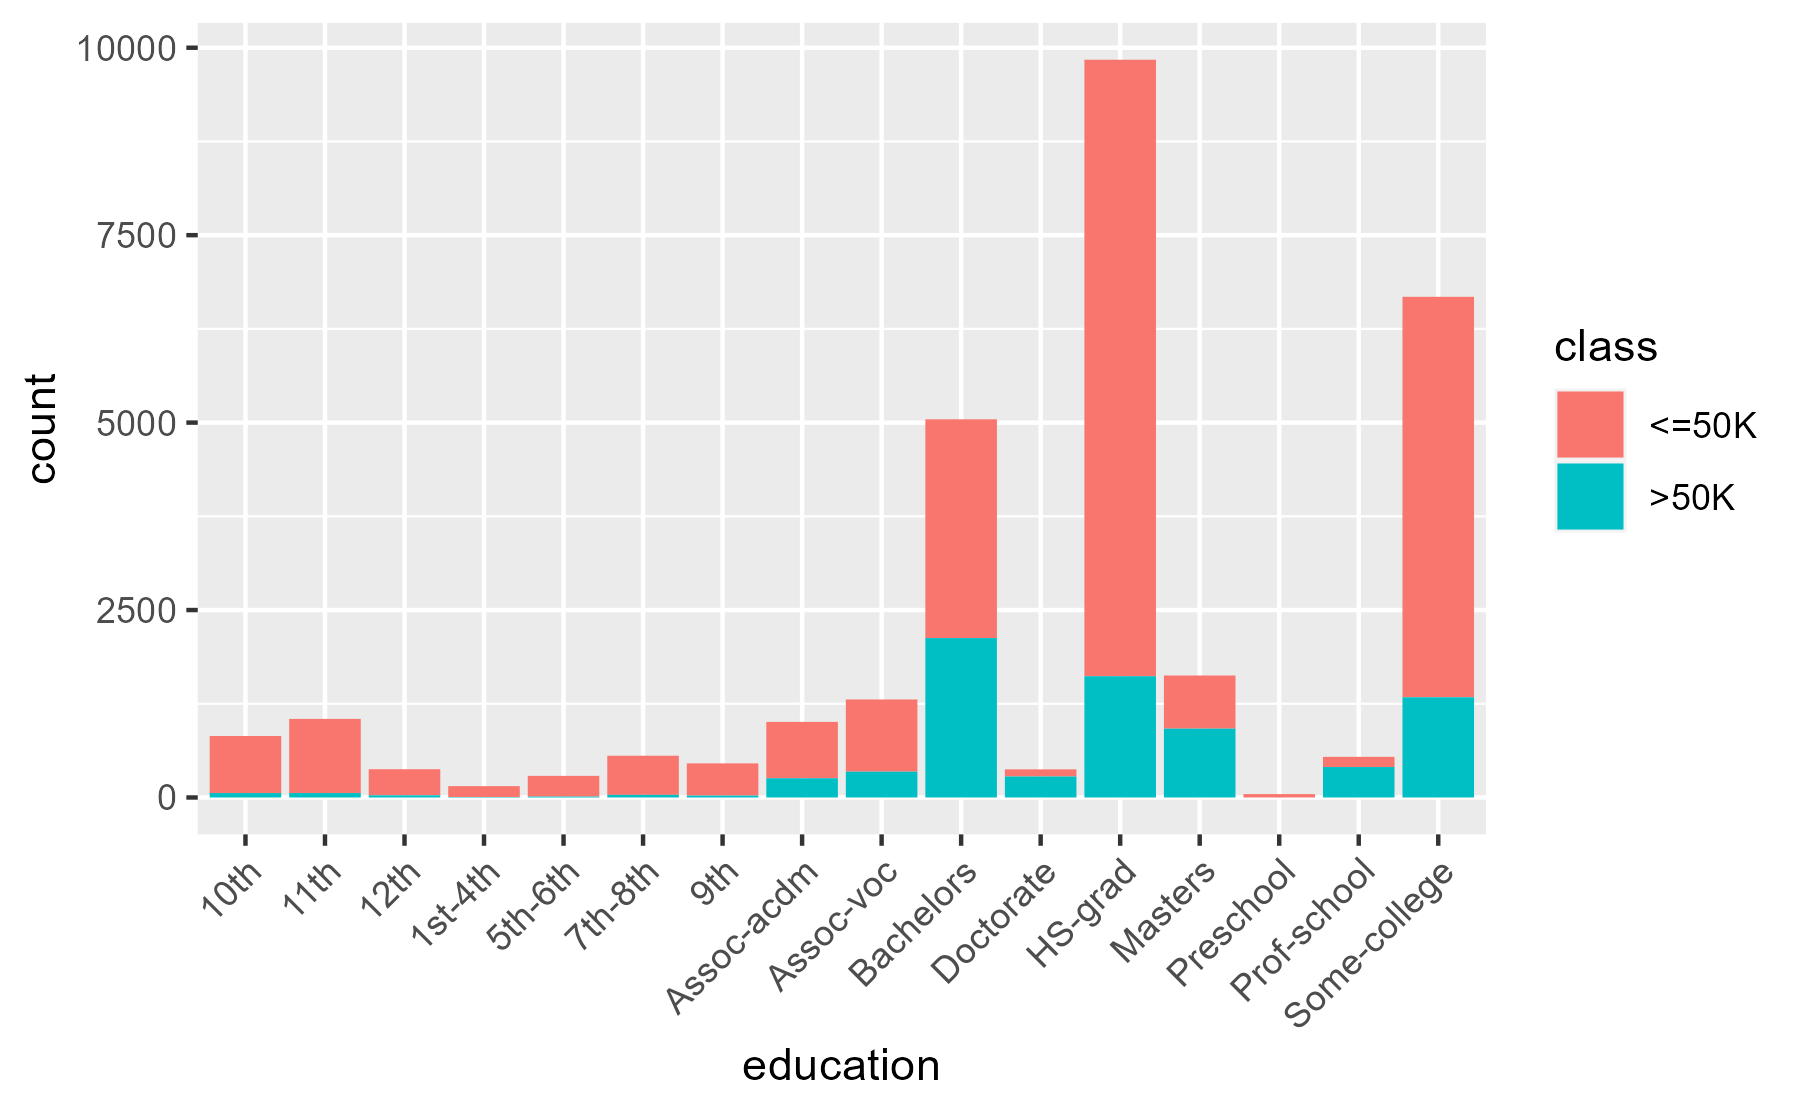 10000
7500
5000
2500
0
count
10th
11th
12th
1st-4th
5th-6th
7th-8th
9th
Assoc-acdm
Assoc-voc
Bachelors
Doctorate
HS-grad
Masters
Preschool
Prof-school
Some-college
education
class
<=50K
>50K